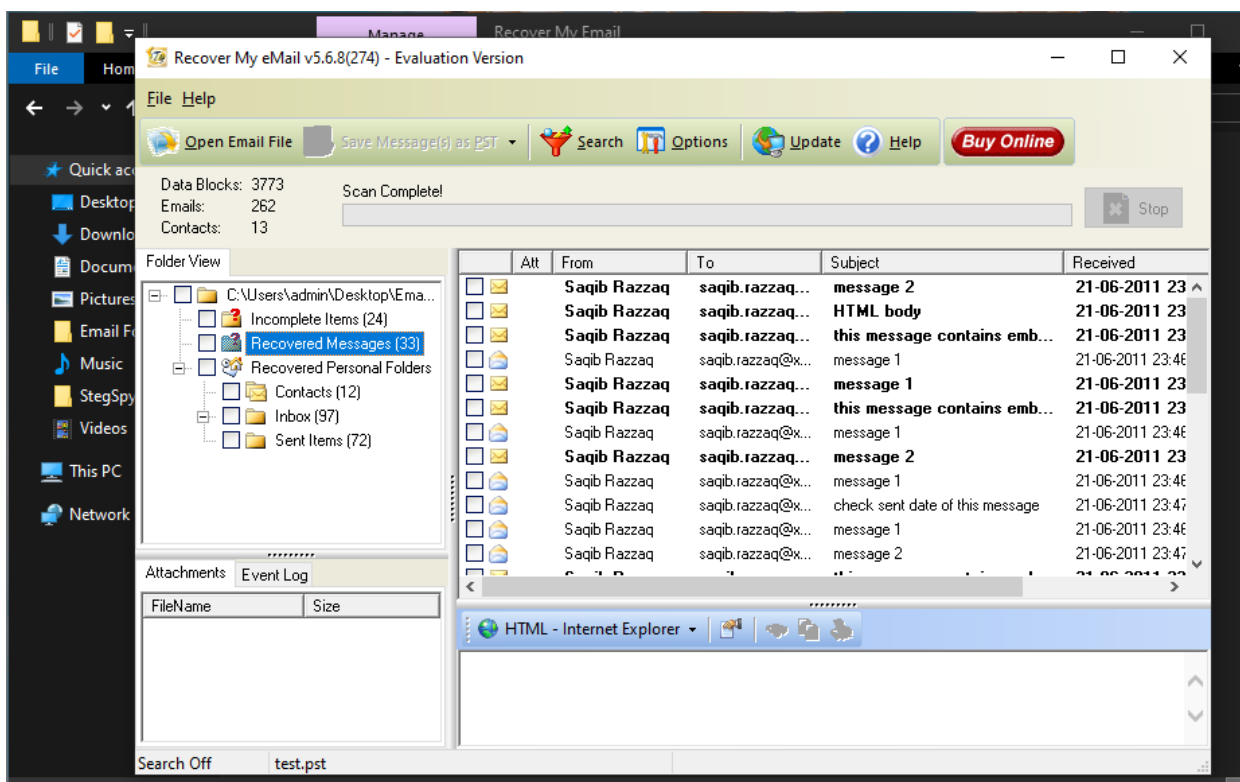 Manage
Recover My Email
File
Hom
Recover My eMail v5.6.8(274) - Evaluation Version
File Help
Open Email File
Save Message(s) as PST
Search
Options
Update
Help
Buy Online
Data Blocks: 3773
Emails: 262
Contacts: 13
Scan Complete!
Stop
Quick acc
Desktop
Downlo
Docum
Pictures
Email Fo
Music
StegSpy
Videos
This PC
Network
Folder View
C:\Users\admin\Desktop\Ema...
Incomplete Items (24)
Recovered Messages (33)
Recovered Personal Folders
Contacts (12)
Inbox (97)
Sent Items (72)
Att From To Subject Received
Saqib Razzaq saqib.razzaq... message 2 21-06-2011 23
Saqib Razzaq saqib.razzaq... HTML body 21-06-2011 23
Saqib Razzaq saqib.razzaq... this message contains emb... 21-06-2011 23
Saqib Razzaq saqib.razzaq@x... message 1 21-06-2011 23:46
Saqib Razzaq saqib.razzaq... message 1 21-06-2011 23
Saqib Razzaq saqib.razzaq... this message contains emb... 21-06-2011 23
Saqib Razzaq saqib.razzaq@x... message 1 21-06-2011 23:46
Saqib Razzaq saqib.razzaq... message 2 21-06-2011 23
Saqib Razzaq saqib.razzaq@x... message 1 21-06-2011 23:46
Saqib Razzaq saqib.razzaq@x... check sent date of this message 21-06-2011 23:47
Saqib Razzaq saqib.razzaq@x... message 1 21-06-2011 23:46
Saqib Razzaq saqib.razzaq@x... message 2 21-06-2011 23:47
Attachments Event Log
FileName Size
HTML - Internet Explorer
Search Off test.pst